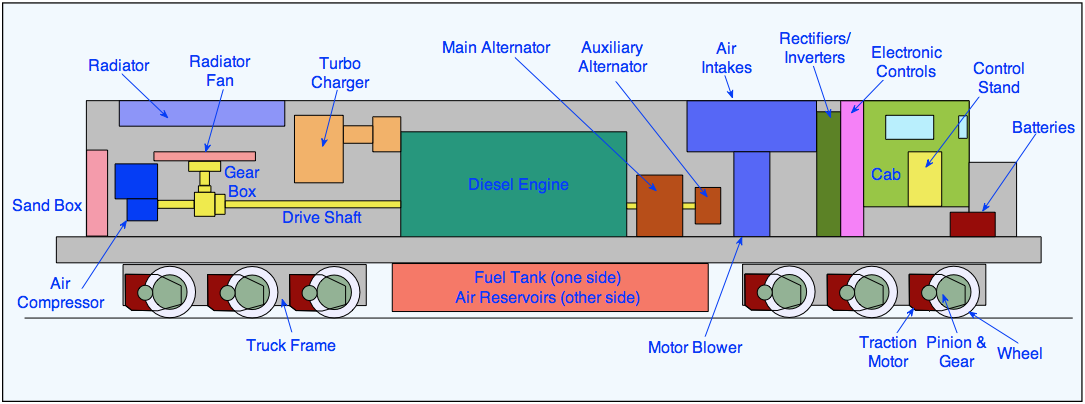 Radiator
Radiator
Fan
Turbo
Charger
Main Alternator
Auxiliary
Alternator
Air
Intakes
Rectifiers/
Inverters
Electronic
Controls
Control
Stand
Batteries
Sand Box
Gear
Box
Drive Shaft
Diesel Engine
Cab
Air
Compressor
Fuel Tank (one side)
Air Reservoirs (other side)
Truck Frame
Motor Blower
Traction
Motor
Pinion &
Gear
Wheel